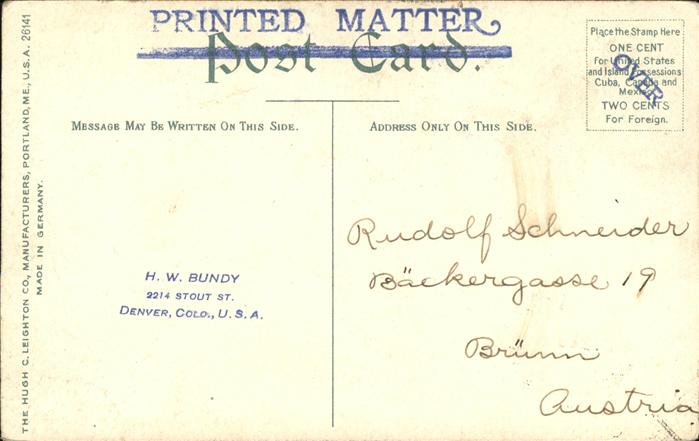 PRINTED MATTER
Post Card.
Place the Stamp Here
ONE CENT
For United States
and Island Possessions
Cuba, Canada and
Mexico
TWO CENTS
For Foreign.
OVER
MESSAGE MAY BE WRITTEN ON THIS SIDE.
ADDRESS ONLY ON THIS SIDE.
THE HUGH C. LEIGHTON CO., MANUFACTURERS, PORTLAND, ME., U.S.A. 26141
MADE IN GERMANY.
H. W. BUNDY
2214 STOUT ST.
DENVER, COLO., U. S. A.
Rudolf Schneider
Bäckergasse 19
Brünn
Austria